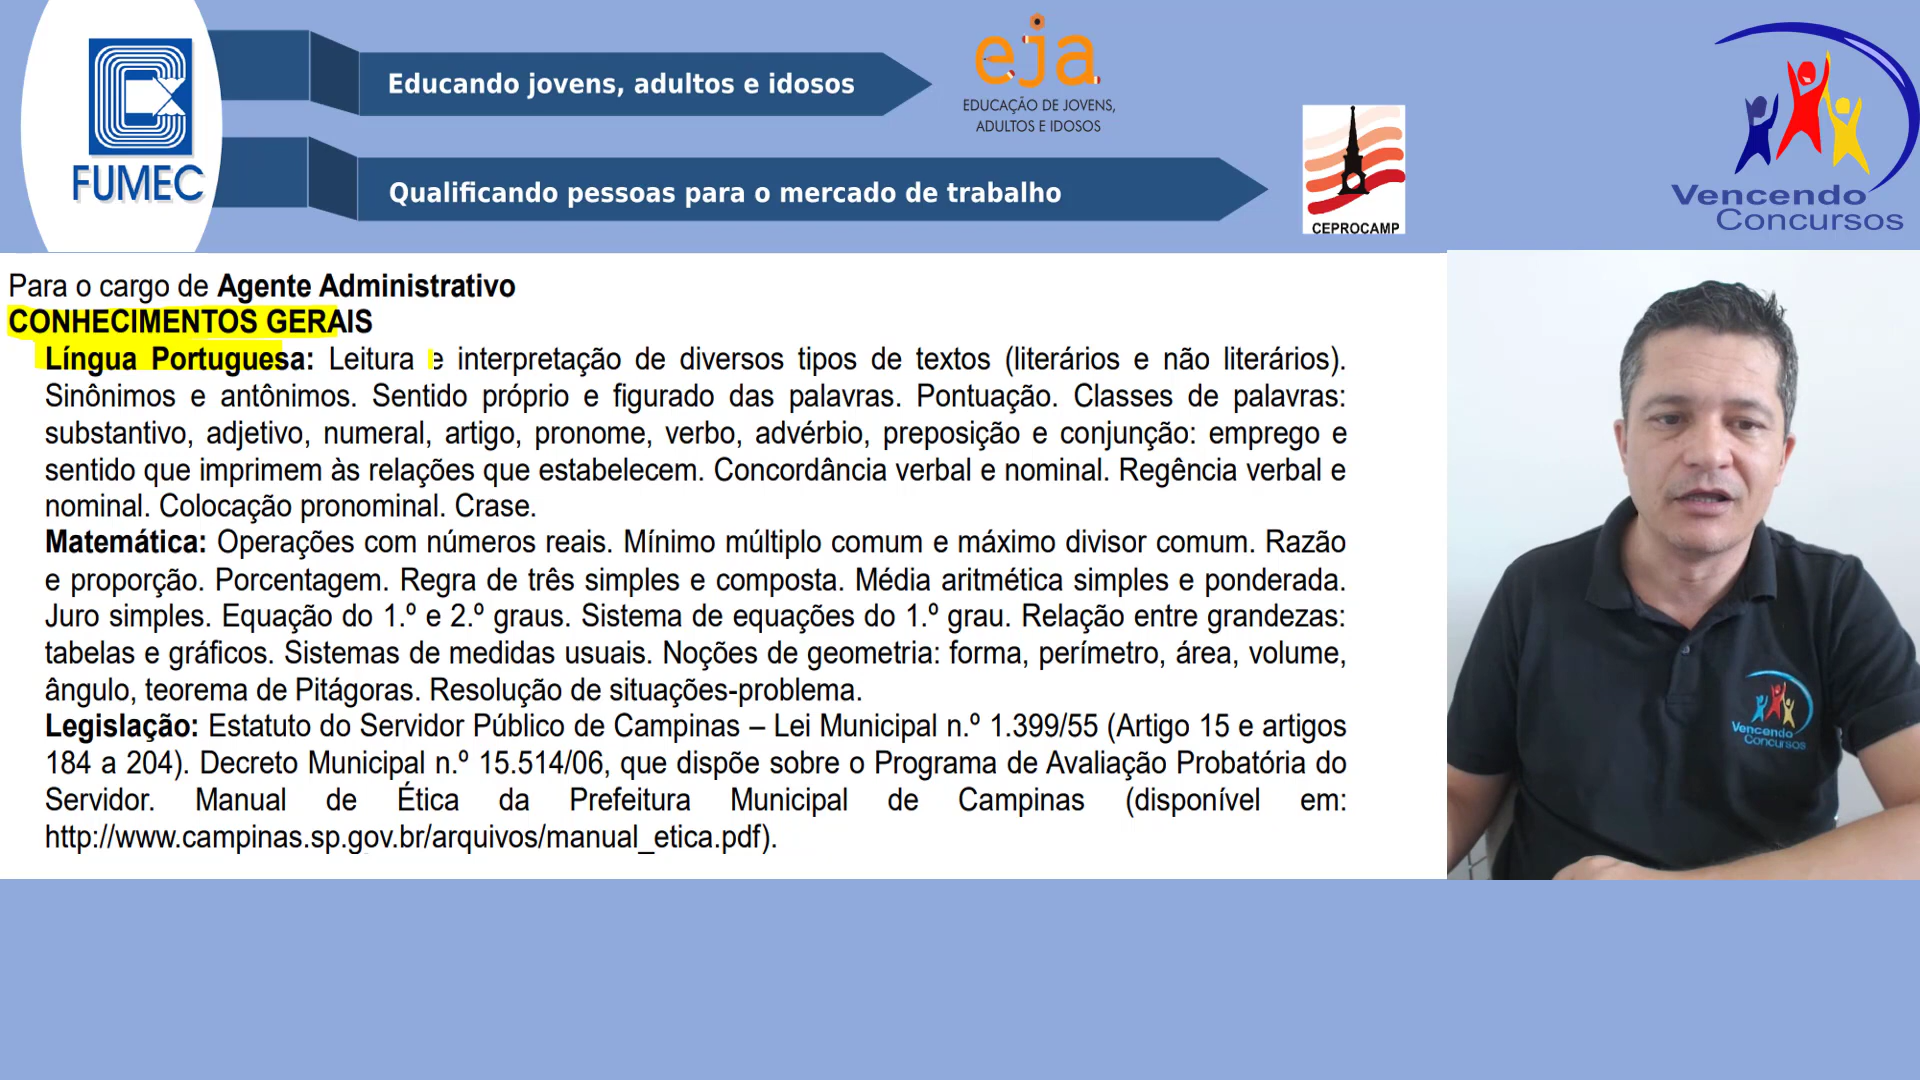 FUMEC
Educando jovens, adultos e idosos
eja
EDUCAÇÃO DE JOVENS,
ADULTOS E IDOSOS
Qualificando pessoas para o mercado de trabalho
CEPROCAMP
Vencendo
Concursos
Para o cargo de Agente Administrativo
CONHECIMENTOS GERAIS
Língua Portuguesa: Leitura e interpretação de diversos tipos de textos (literários e não literários).
Sinônimos e antônimos. Sentido próprio e figurado das palavras. Pontuação. Classes de palavras:
substantivo, adjetivo, numeral, artigo, pronome, verbo, advérbio, preposição e conjunção: emprego e
sentido que imprimem às relações que estabelecem. Concordância verbal e nominal. Regência verbal e
nominal. Colocação pronominal. Crase.
Matemática: Operações com números reais. Mínimo múltiplo comum e máximo divisor comum. Razão
e proporção. Porcentagem. Regra de três simples e composta. Média aritmética simples e ponderada.
Juro simples. Equação do 1.º e 2.º graus. Sistema de equações do 1.º grau. Relação entre grandezas:
tabelas e gráficos. Sistemas de medidas usuais. Noções de geometria: forma, perímetro, área, volume,
ângulo, teorema de Pitágoras. Resolução de situações-problema.
Legislação: Estatuto do Servidor Público de Campinas – Lei Municipal n.º 1.399/55 (Artigo 15 e artigos
184 a 204). Decreto Municipal n.º 15.514/06, que dispõe sobre o Programa de Avaliação Probatória do
Servidor. Manual de Ética da Prefeitura Municipal de Campinas (disponível em:
http://www.campinas.sp.gov.br/arquivos/manual_etica.pdf).
Vencendo
Concursos